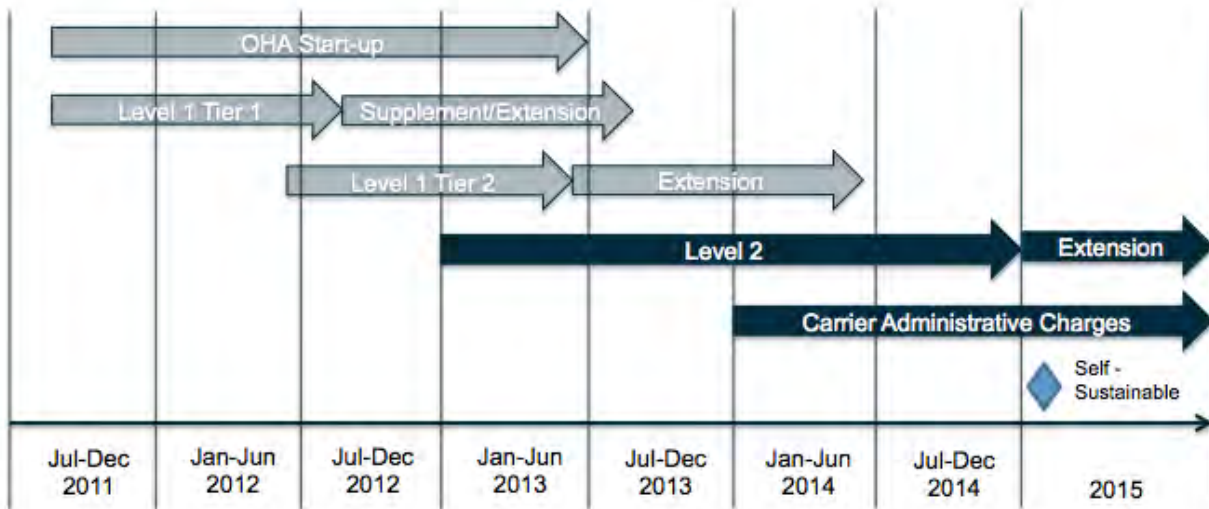 OHA Start-up
Level 1 Tier 1
Supplement/Extension
Level 1 Tier 2
Extension
Level 2
Extension
Carrier Administrative Charges
Self -
Sustainable
Jul-Dec
2011
Jan-Jun
2012
Jul-Dec
2012
Jan-Jun
2013
Jul-Dec
2013
Jan-Jun
2014
Jul-Dec
2014
2015